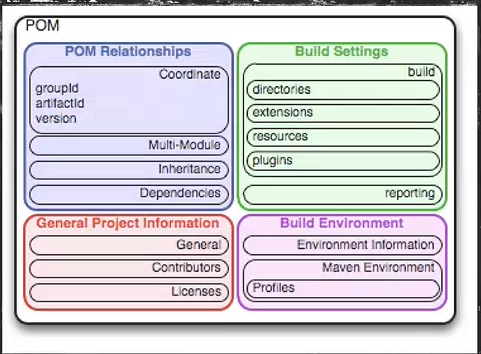 POM
POM Relationships
Coordinate
groupId
artifactId
version
Multi-Module
Inheritance
Dependencies
Build Settings
build
directories
extensions
resources
plugins
reporting
General Project Information
General
Contributors
Licenses
Build Environment
Environment Information
Maven Environment
Profiles